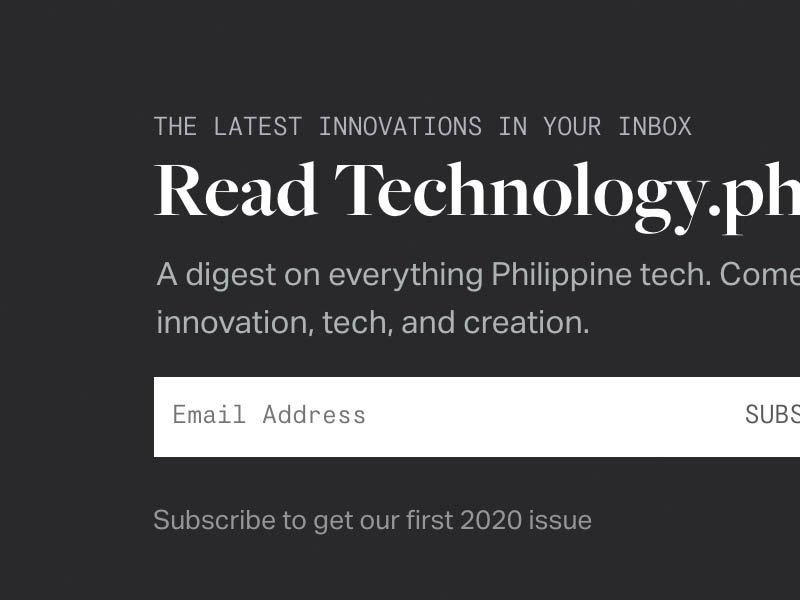 THE LATEST INNOVATIONS IN YOUR INBOX
Read Technology.ph
A digest on everything Philippine tech. Come
innovation, tech, and creation.
Email Address SUBS
Subscribe to get our first 2020 issue